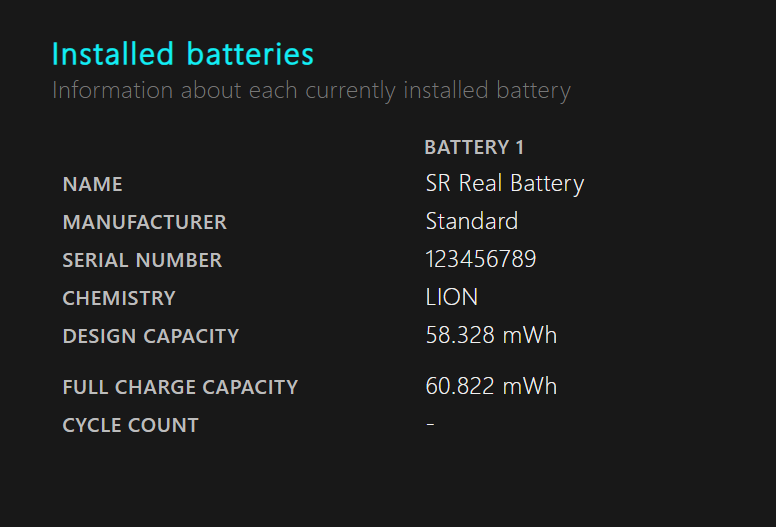 Installed batteries
Information about each currently installed battery
BATTERY 1
NAME SR Real Battery
MANUFACTURER Standard
SERIAL NUMBER 123456789
CHEMISTRY LION
DESIGN CAPACITY 58.328 mWh
FULL CHARGE CAPACITY 60.822 mWh
CYCLE COUNT -